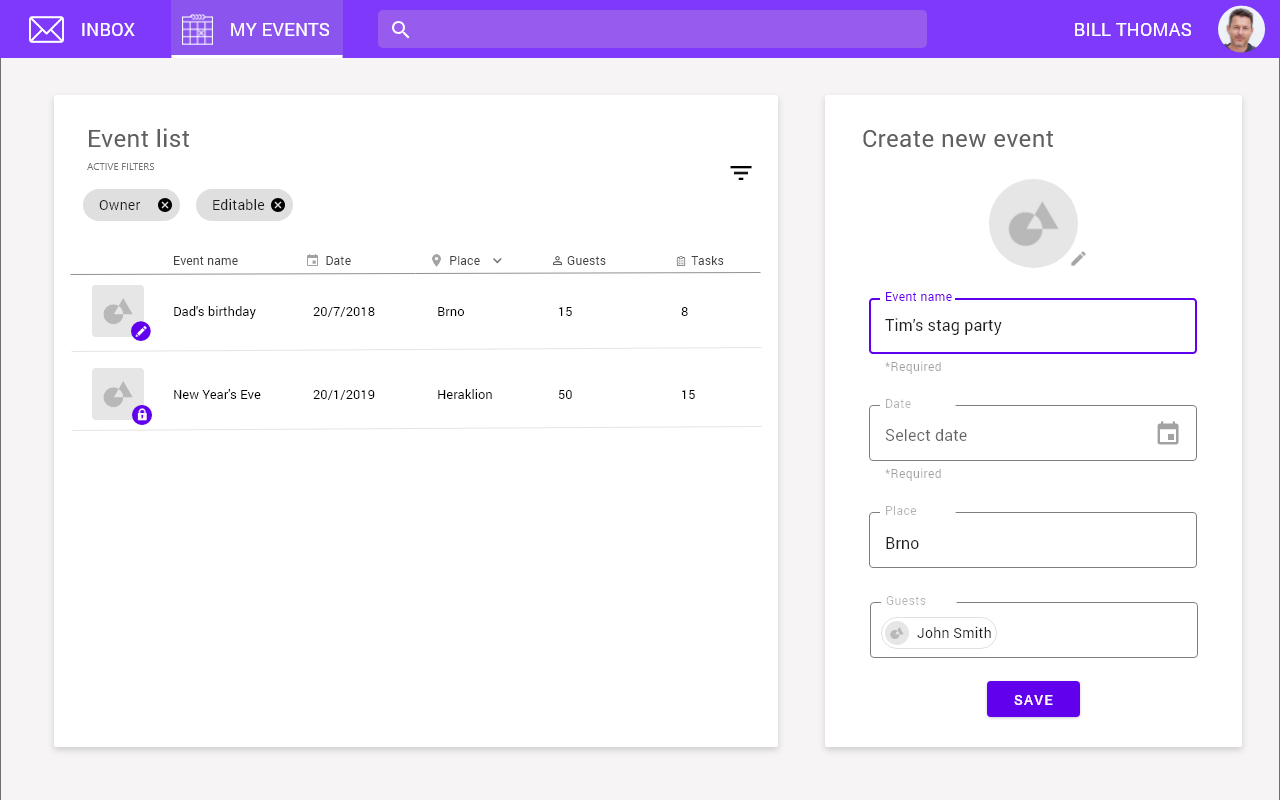 INBOX MY EVENTS BILL THOMAS
Event list
ACTIVE FILTERS
Owner Editable
Event name Date Place Guests Tasks
Dad's birthday 20/7/2018 Brno 15 8
New Year's Eve 20/1/2019 Heraklion 50 15
Create new event
Event name
Tim's stag party
*Required
Date
Select date
*Required
Place
Brno
Guests
John Smith
SAVE